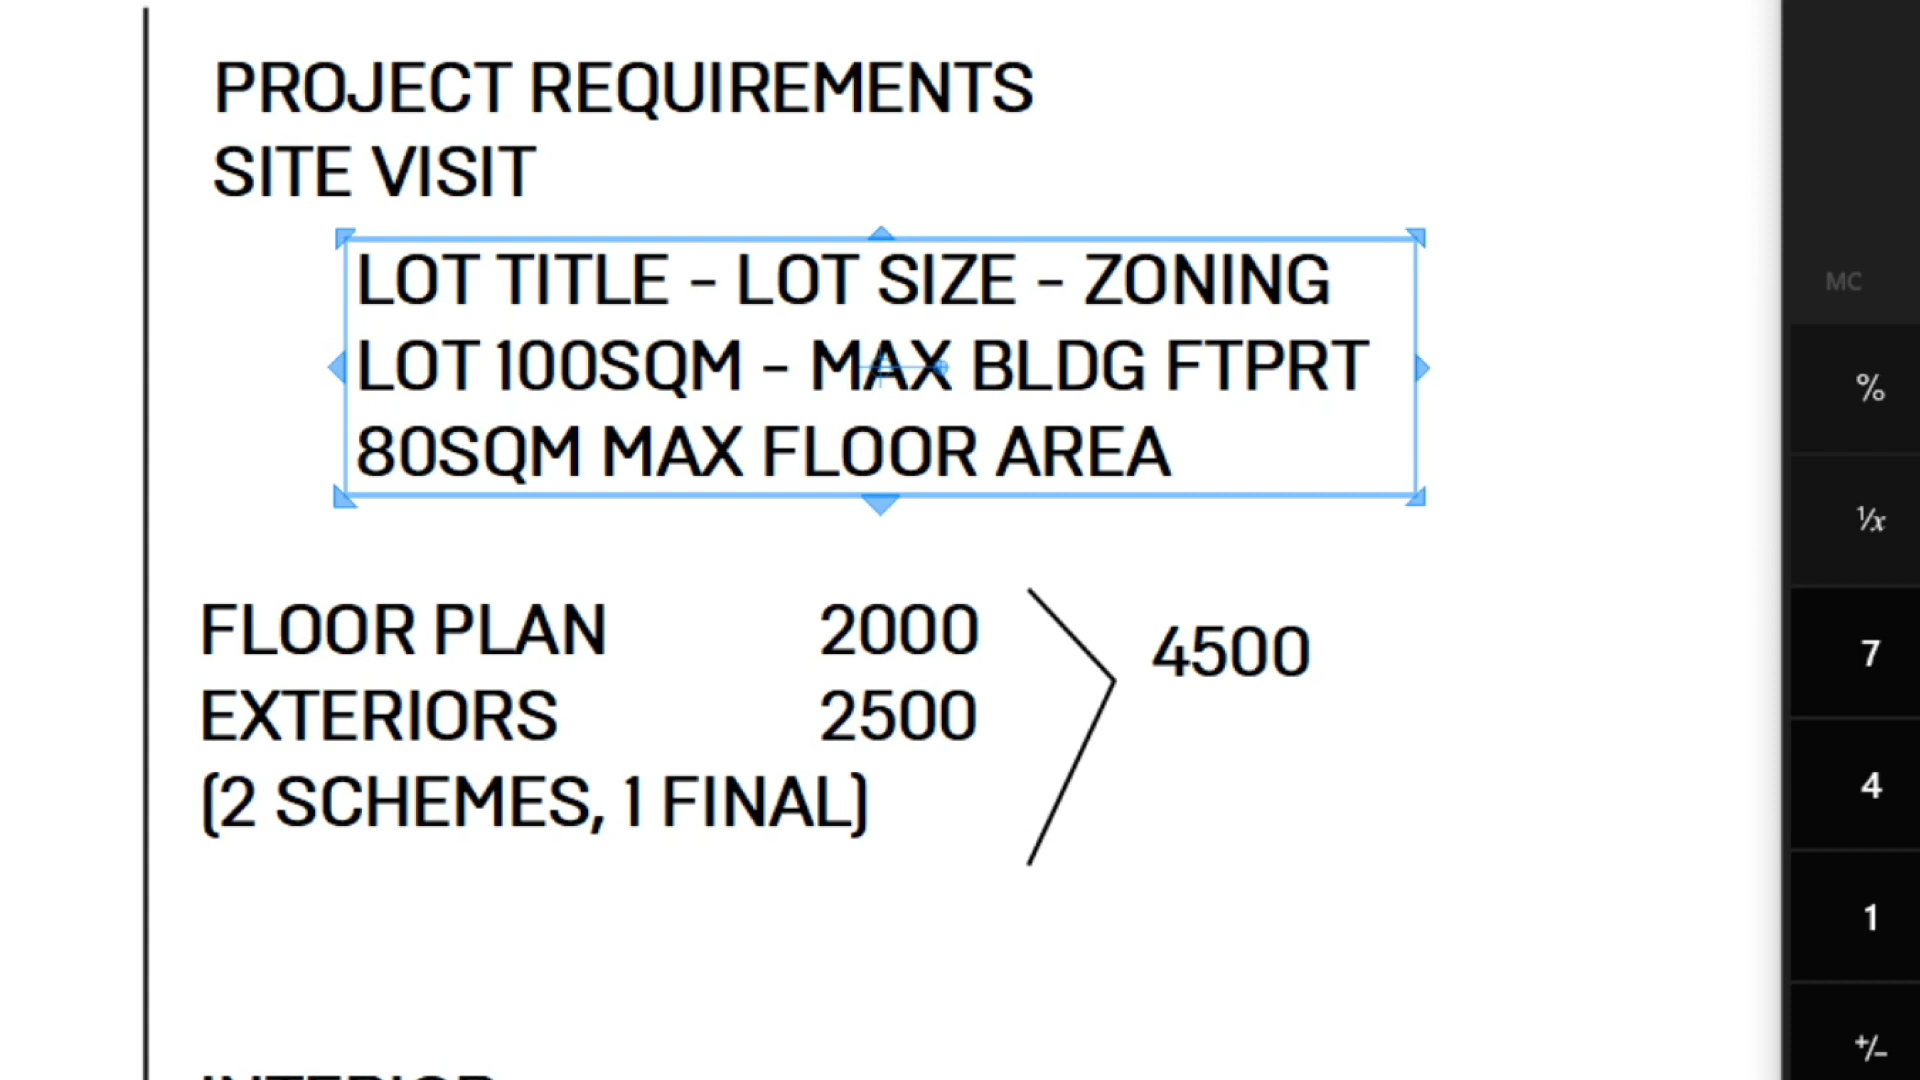 PROJECT REQUIREMENTS
SITE VISIT
LOT TITLE - LOT SIZE - ZONING
LOT 100SQM - MAX BLDG FTPRT
80SQM MAX FLOOR AREA
FLOOR PLAN 2000
EXTERIORS 2500
(2 SCHEMES, 1 FINAL)
4500
INTERIOR
MC
%
1/x
7
4
1
+/-